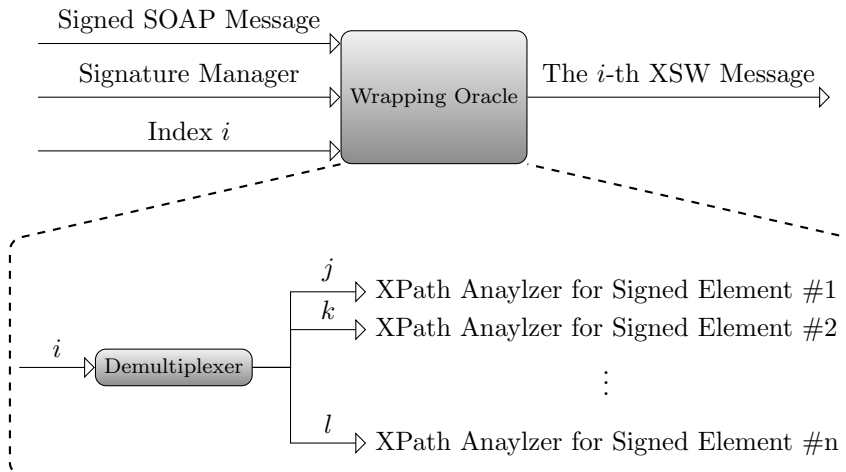 Signed SOAP Message
Signature Manager
Index i
Wrapping Oracle
The i-th XSW Message
i
Demultiplexer
j
XPath Anaylzer for Signed Element #1
k
XPath Anaylzer for Signed Element #2
⋮
l
XPath Anaylzer for Signed Element #n